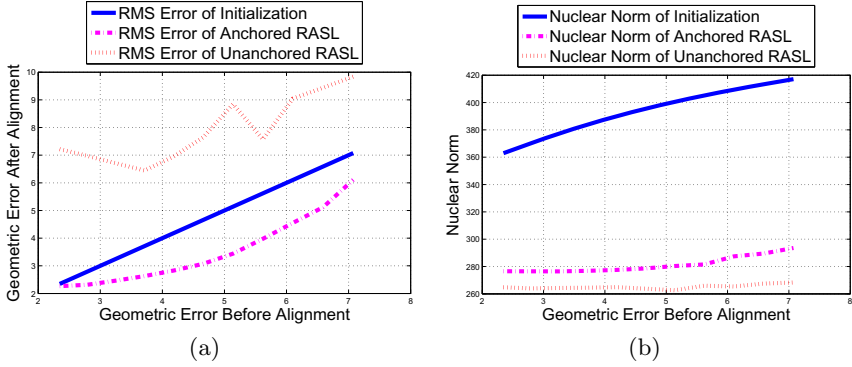 RMS Error of Initialization
RMS Error of Anchored RASL
RMS Error of Unanchored RASL
10
9
8
7
6
5
4
3
2
2 3 4 5 6 7 8
Geometric Error After Alignment
Geometric Error Before Alignment
(a)
Nuclear Norm of Initialization
Nuclear Norm of Anchored RASL
Nuclear Norm of Unanchored RASL
420
400
380
360
340
320
300
280
260
2 3 4 5 6 7 8
Nuclear Norm
Geometric Error Before Alignment
(b)